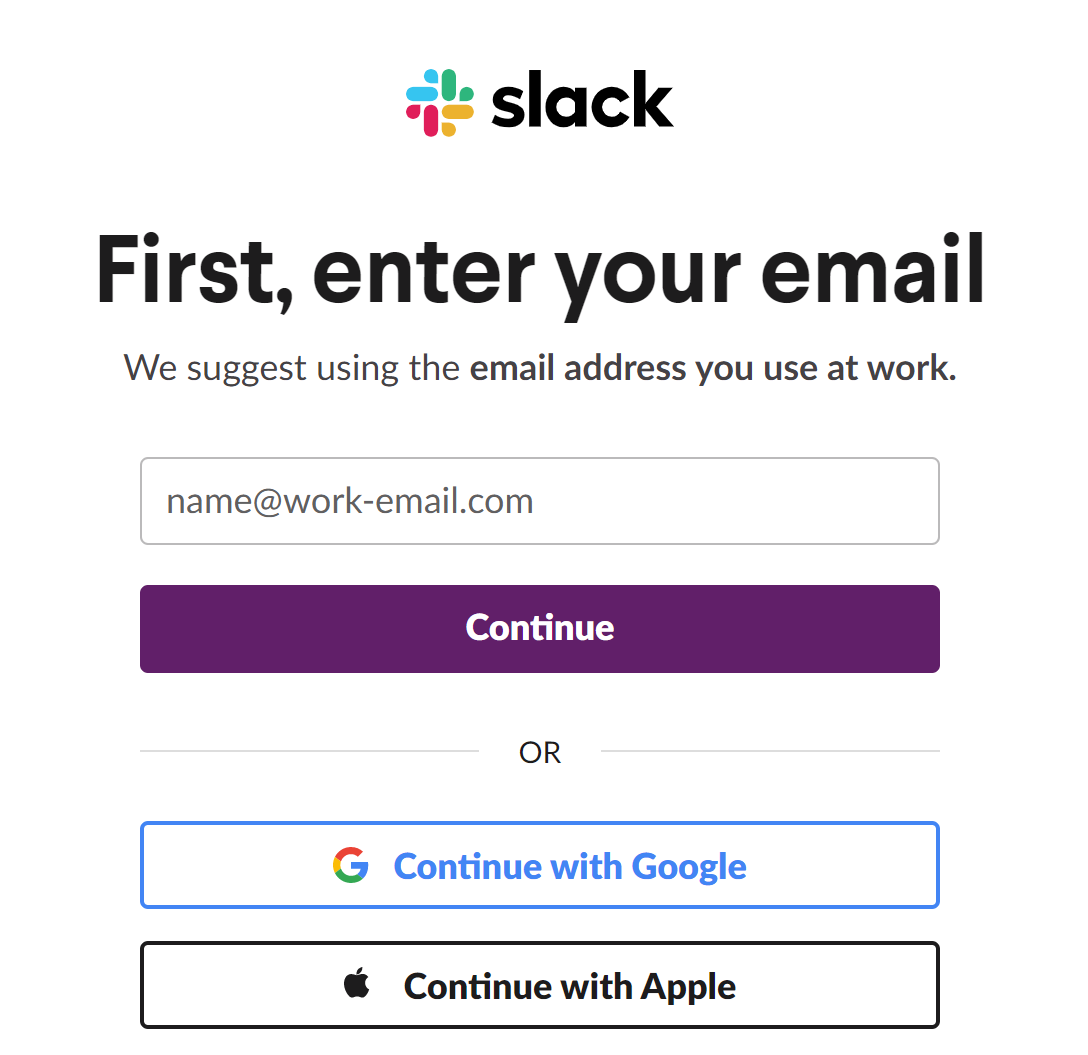 slack
First, enter your email
We suggest using the email address you use at work.
name@work-email.com
Continue
OR
Continue with Google
Continue with Apple